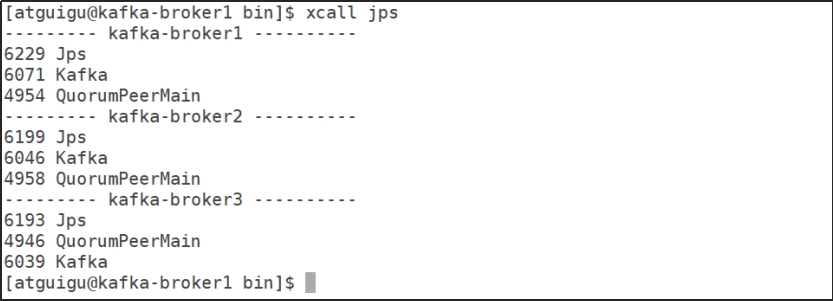 [atguigu@kafka-broker1 bin]$ xcall jps
--------- kafka-broker1 ----------
6229 Jps
6071 Kafka
4954 QuorumPeerMain
--------- kafka-broker2 ----------
6199 Jps
6046 Kafka
4958 QuorumPeerMain
--------- kafka-broker3 ----------
6193 Jps
4946 QuorumPeerMain
6039 Kafka
[atguigu@kafka-broker1 bin]$